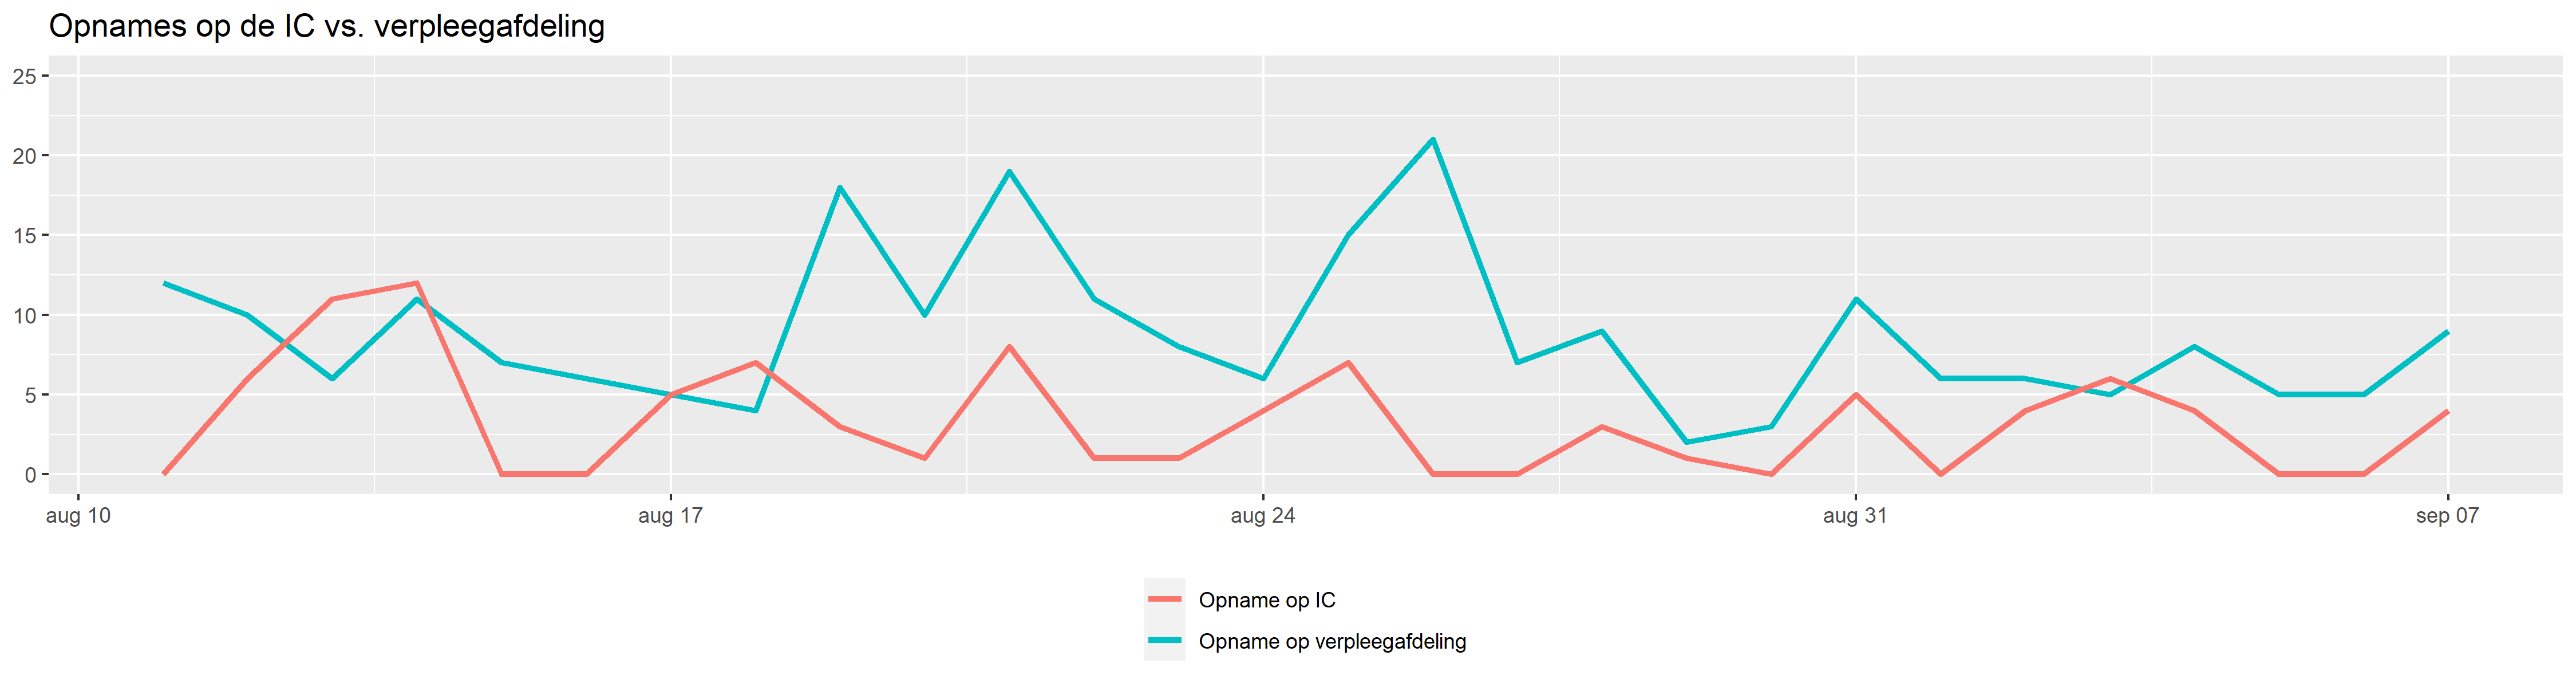 Opnames op de IC vs. verpleegafdeling
25
20
15
10
5
0
aug 10 aug 17 aug 24 aug 31 sep 07
Opname op IC
Opname op verpleegafdeling